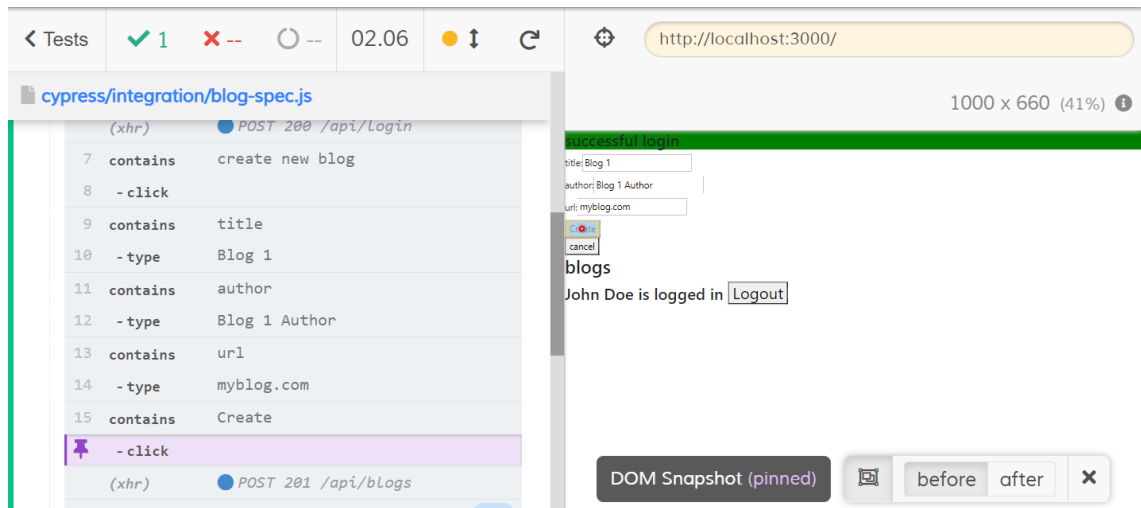 Tests 1 -- -- 02.06
cypress/integration/blog-spec.js
(xhr) POST 200 /api/login
7 contains create new blog
8 -click
9 contains title
10 -type Blog 1
11 contains author
12 -type Blog 1 Author
13 contains url
14 -type myblog.com
15 contains Create
-click
(xhr) POST 201 /api/blogs
http://localhost:3000/
1000 x 660 (41%)
successful login
title: Blog 1
author: Blog 1 Author
url: myblog.com
Create
cancel
blogs
John Doe is logged in Logout
DOM Snapshot (pinned) before after